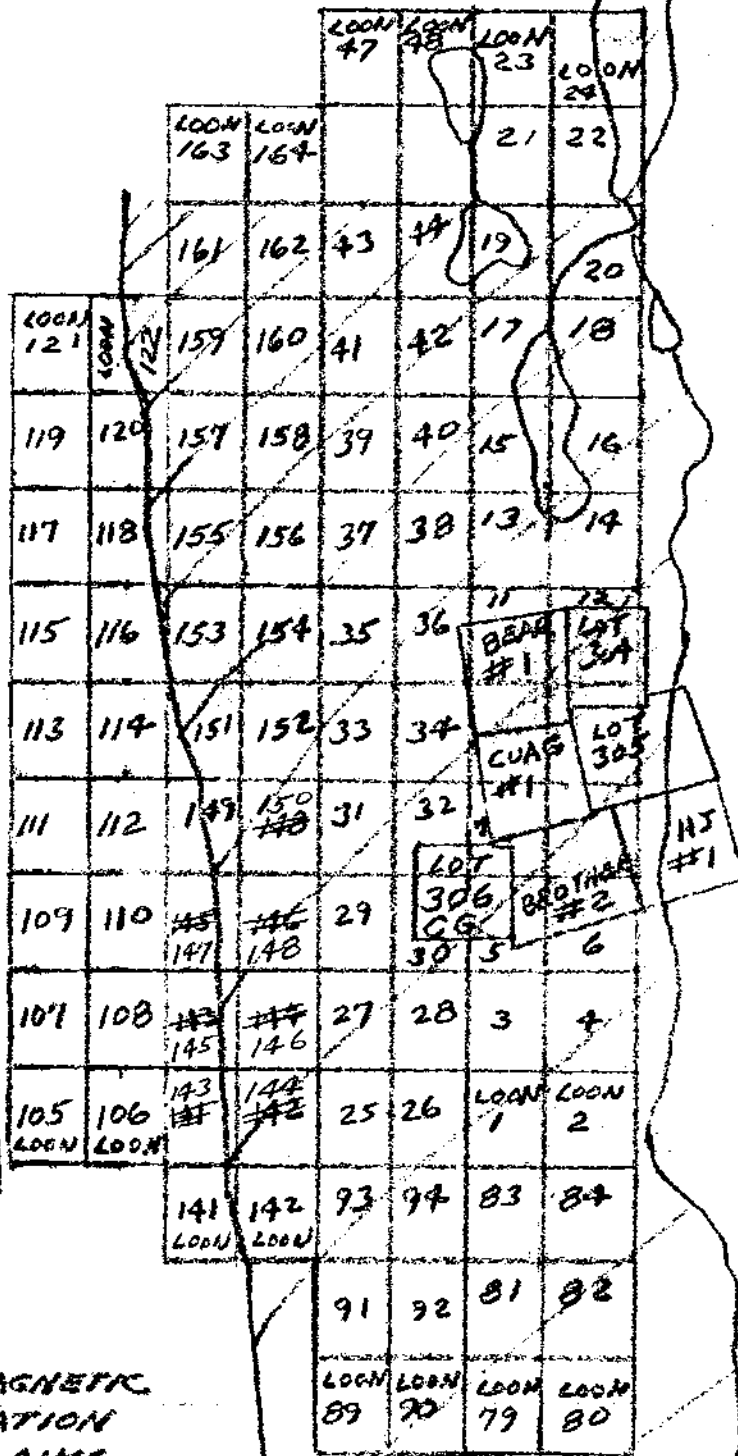 LOON LOON LOON
47 48 23 LOON
24
LOON LOON
163 164 21 22
161 162 43 44 19 20
LOON LOON
121 122 159 160 41 42 17 18
119 120 157 158 39 40 15 16
117 118 155 156 37 38 13 14
11 12
115 116 153 154 35 36 BEAR LOT
#1 304
113 114 151 152 33 34 LOT
305
#1
111 112 149 150 31 32 HJ
148 #1
LOT
306 BROTHER
CG #2
109 110 145 146 29
147 148 30 5 6
107 108 143 144 27 28 3 4
145 146
143 144 LOON LOON
105 106 141 142 25 26 1 2
LOON LOON
141 142 93 94 83 84
LOON LOON
91 92 81 82
LOON LOON LOON LOON
89 90 79 80